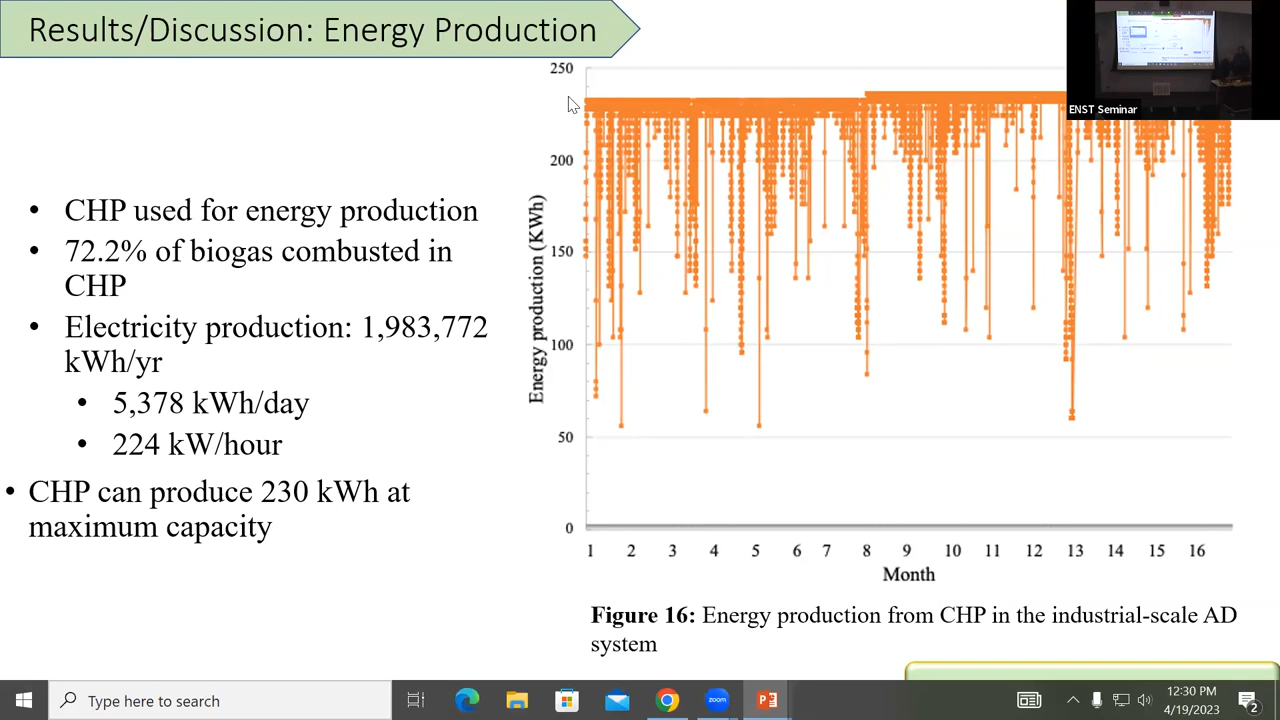 Results/Discussion: Energy Production
ENST Seminar
• CHP used for energy production
• 72.2% of biogas combusted in
CHP
• Electricity production: 1,983,772
kWh/yr
• 5,378 kWh/day
• 224 kW/hour
• CHP can produce 230 kWh at
maximum capacity
Energy production (KWh)
250
200
150
100
50
0
1 2 3 4 5 6 7 8 9 10 11 12 13 14 15 16
Month
Figure 16: Energy production from CHP in the industrial-scale AD
system
Type here to search
zoom
12:30 PM
4/19/2023
2